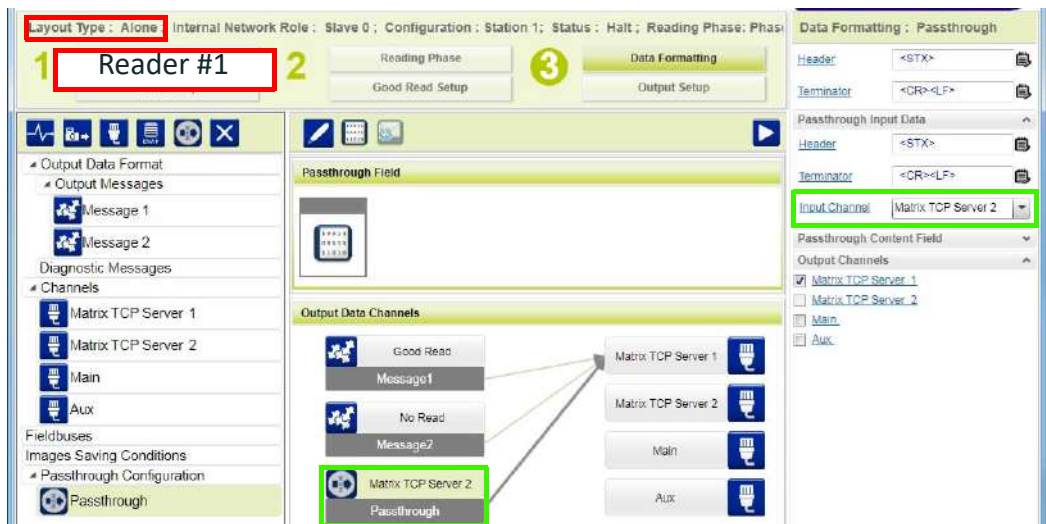 Layout Type : Alone ; Internal Network Role : Slave 0 ; Configuration : Station 1; Status : Halt ; Reading Phase: Phase
1
Reader #1
2
Reading Phase
Good Read Setup
3
Data Formatting
Output Setup
Output Data Format
Output Messages
Message 1
Message 2
Diagnostic Messages
Channels
Matrix TCP Server 1
Matrix TCP Server 2
Main
Aux
Fieldbuses
Images Saving Conditions
Passthrough Configuration
Passthrough
Passthrough Field
Output Data Channels
Good Read
Message1
No Read
Message2
Matrix TCP Server 2
Passthrough
Matrix TCP Server 1
Matrix TCP Server 2
Main
Aux
Data Formatting : Passthrough
Header <STX>
Terminator <CR><LF>
Passthrough Input Data
Header <STX>
Terminator <CR><LF>
Input Channel Matrix TCP Server 2
Passthrough Content Field
Output Channels
Matrix TCP Server 1
Matrix TCP Server 2
Main
Aux